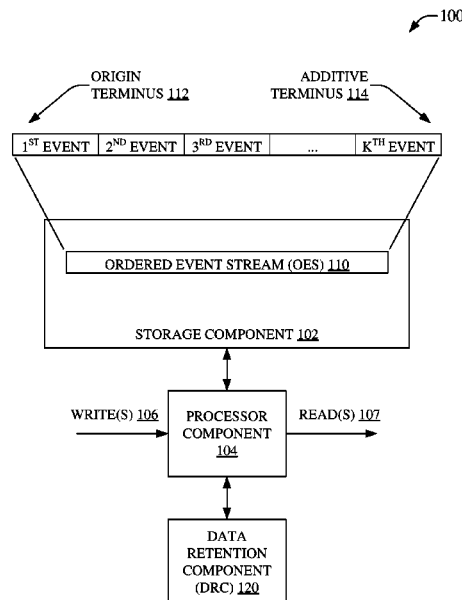 100
ORIGIN ADDITIVE
TERMINUS 112 TERMINUS 114
1ST EVENT 2ND EVENT 3RD EVENT ... KTH EVENT
ORDERED EVENT STREAM (OES) 110
STORAGE COMPONENT 102
WRITE(S) 106 PROCESSOR READ(S) 107
COMPONENT
104
DATA
RETENTION
COMPONENT
(DRC) 120